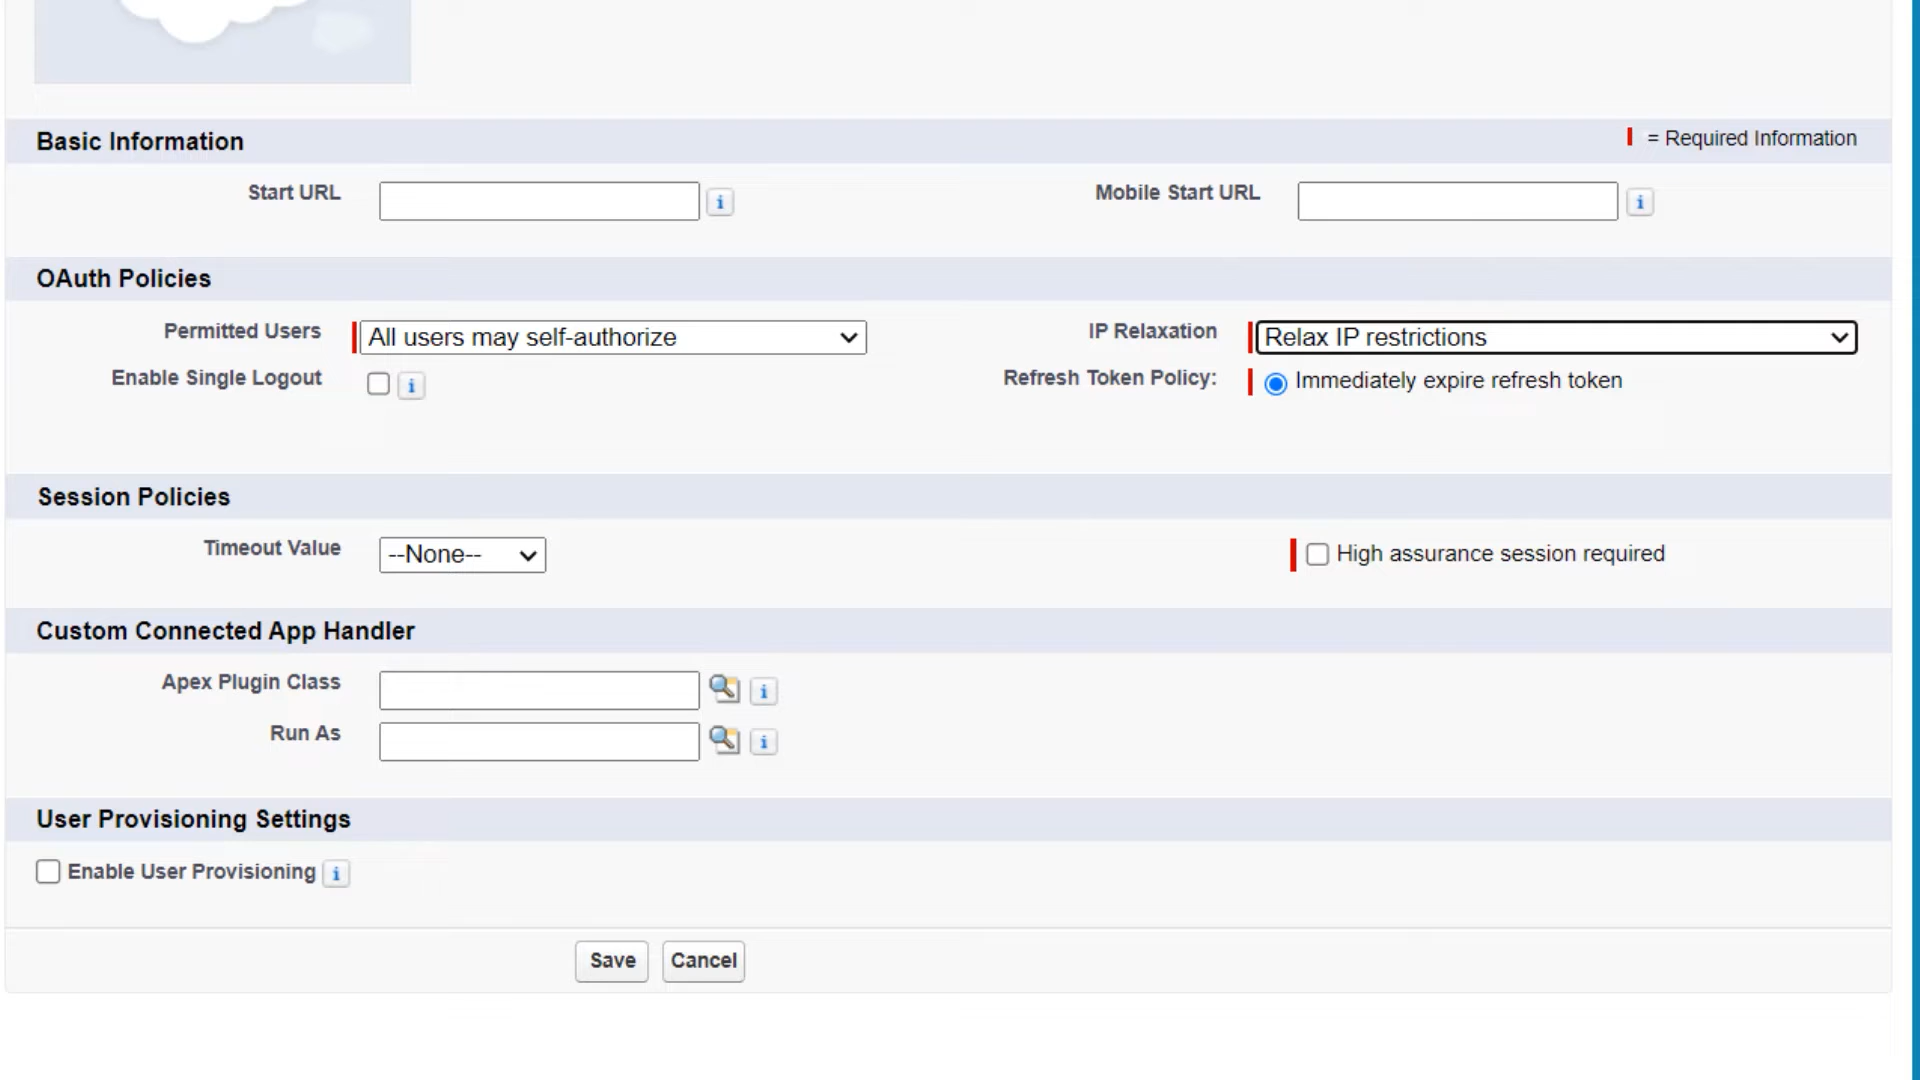 Basic Information
= Required Information
Start URL
Mobile Start URL
OAuth Policies
Permitted Users All users may self-authorize
IP Relaxation Relax IP restrictions
Enable Single Logout
Refresh Token Policy: Immediately expire refresh token
Session Policies
Timeout Value --None--
High assurance session required
Custom Connected App Handler
Apex Plugin Class
Run As
User Provisioning Settings
Enable User Provisioning
Save Cancel